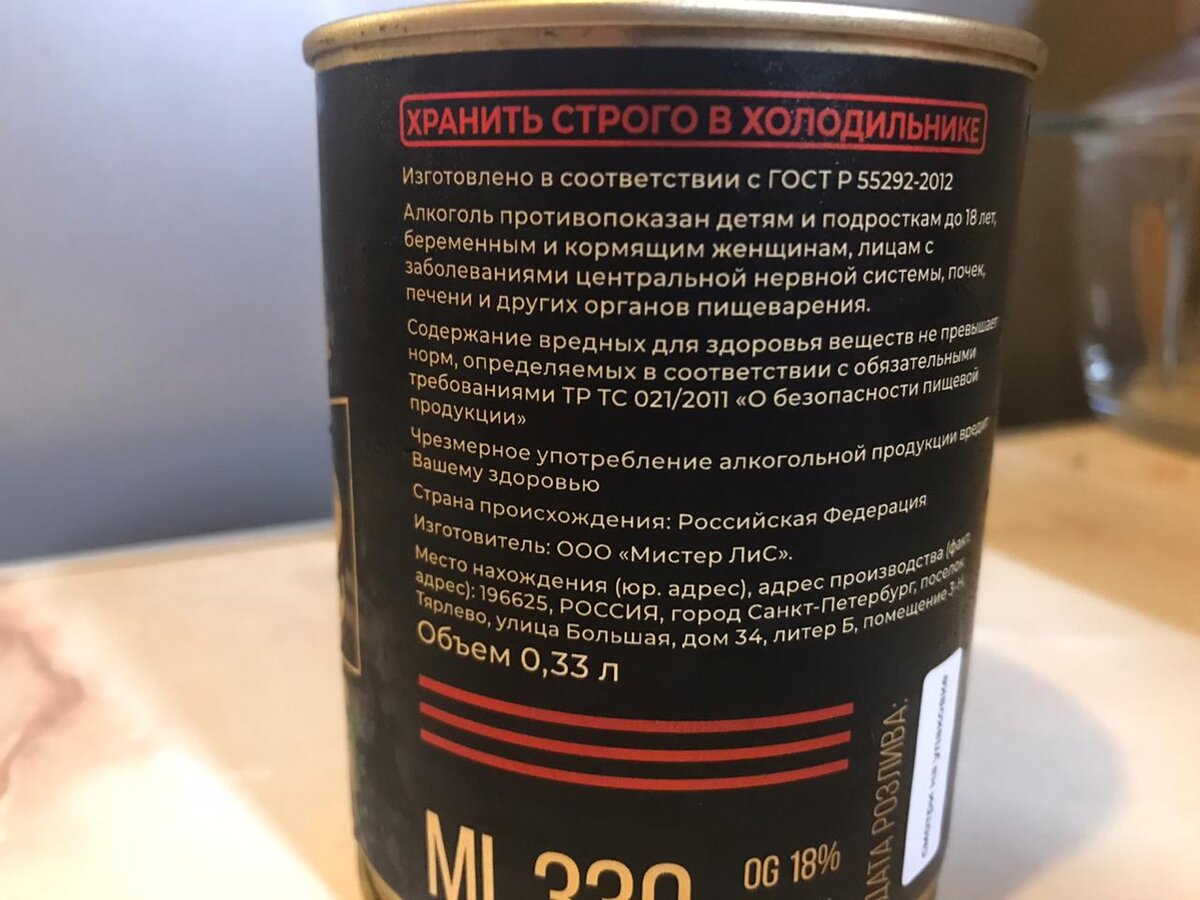 ХРАНИТЬ СТРОГО В ХОЛОДИЛЬНИКЕ
Изготовлено в соответствии с ГОСТ Р 55292-2012
Алкоголь противопоказан детям и подросткам до 18 лет,
беременным и кормящим женщинам, лицам с
заболеваниями центральной нервной системы, почек,
печени и других органов пищеварения.
Содержание вредных для здоровья веществ не превышает
норм, определяемых в соответствии с обязательными
требованиями ТР ТС 021/2011 «О безопасности пищевой
продукции»
Чрезмерное употребление алкогольной продукции вредит
Вашему здоровью
Страна происхождения: Российская Федерация
Изготовитель: ООО «Мистер ЛиС».
Место нахождения (юр. адрес), адрес производства (факт.
адрес): 196625, РОССИЯ, город Санкт-Петербург, поселок
Тярлево, улица Большая, дом 34, литер Б, помещение 3-Н.
Объем 0,33 л
ML 330
OG 18%
ДАТА РОЗЛИВА:
смотри на упаковке